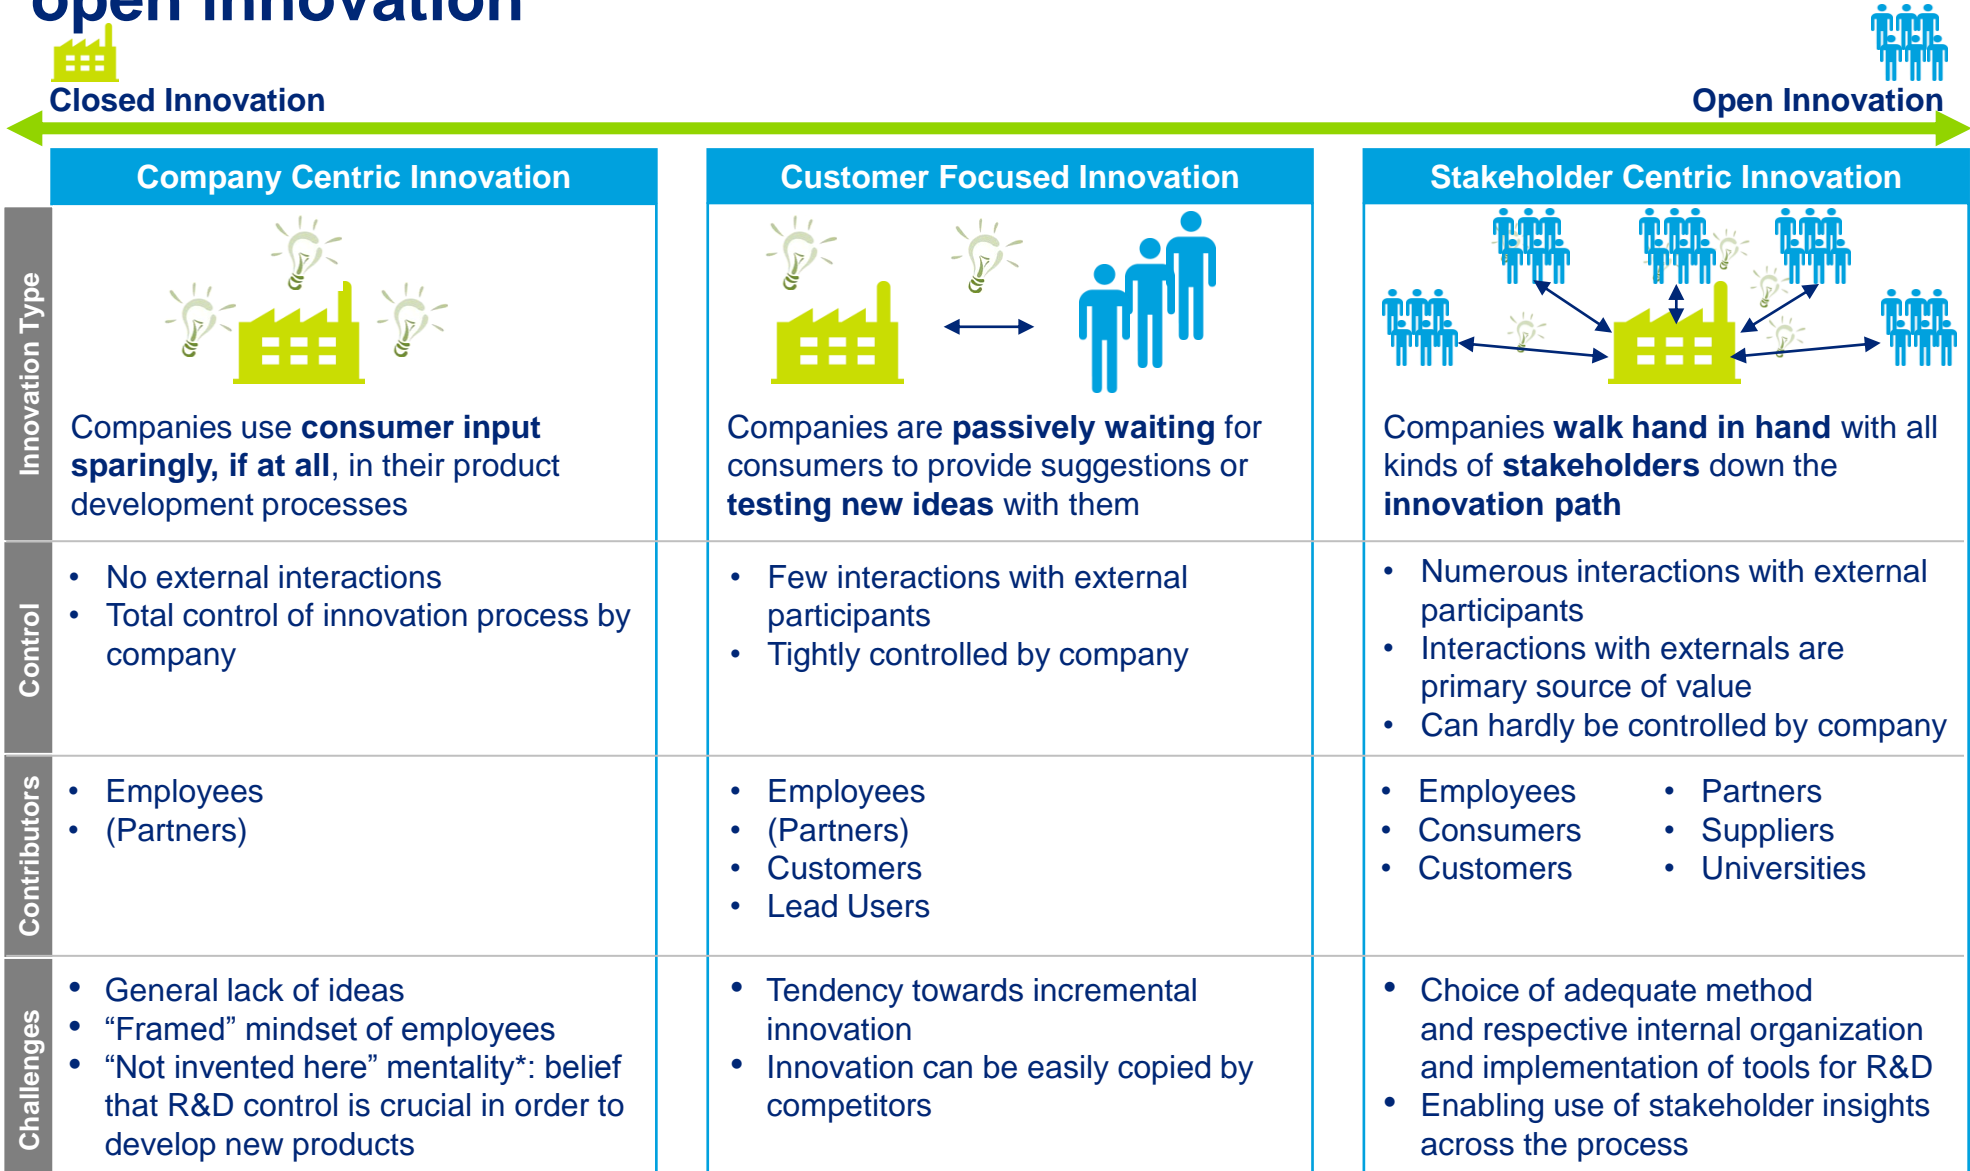 open innovation
Closed Innovation
Open Innovation
Company Centric Innovation
Customer Focused Innovation
Stakeholder Centric Innovation
Innovation Type
Companies use consumer input
sparingly, if at all, in their product
development processes
Companies are passively waiting for
consumers to provide suggestions or
testing new ideas with them
Companies walk hand in hand with all
kinds of stakeholders down the
innovation path
Control
• No external interactions
• Total control of innovation process by
company
• Few interactions with external
participants
• Tightly controlled by company
• Numerous interactions with external
participants
• Interactions with externals are
primary source of value
• Can hardly be controlled by company
Contributors
• Employees
• (Partners)
• Employees
• (Partners)
• Customers
• Lead Users
• Employees
• Consumers
• Customers
• Partners
• Suppliers
• Universities
Challenges
• General lack of ideas
• “Framed” mindset of employees
• “Not invented here” mentality*: belief
that R&D control is crucial in order to
develop new products
• Tendency towards incremental
innovation
• Innovation can be easily copied by
competitors
• Choice of adequate method
and respective internal organization
and implementation of tools for R&D
• Enabling use of stakeholder insights
across the process